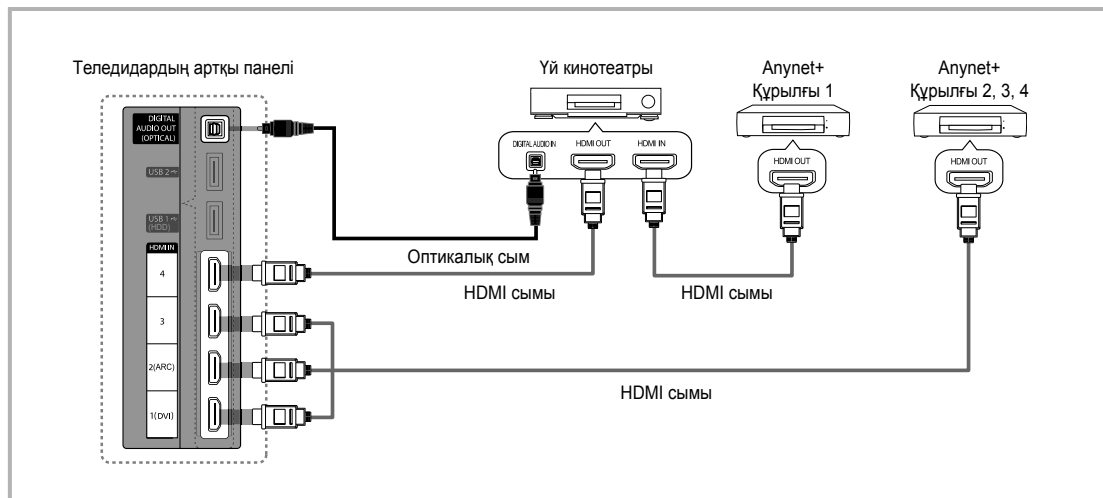 Теледидардың артқы панелі
Үй кинотеатры
Anynet+
Құрылғы 1
Anynet+
Құрылғы 2, 3, 4
DIGITAL
AUDIO OUT
(OPTICAL)
USB 2
USB 1
(HDD)
HDMI IN
4
3
2(ARC)
1(DVI)
DIGITAL AUDIO IN
HDMI OUT
HDMI IN
HDMI OUT
HDMI OUT
Оптикалық сым
HDMI сымы
HDMI сымы
HDMI сымы